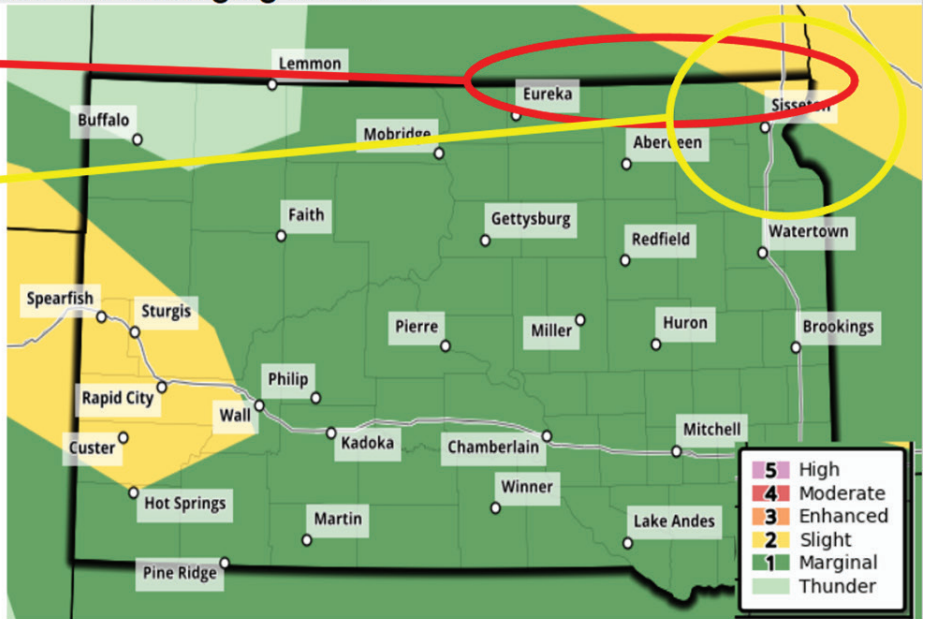 Lemmon
Eureka
Buffalo
Sisseton
Mobridge
Aberdeen
Faith
Gettysburg
Watertown
Redfield
Spearfish
Sturgis
Pierre
Miller
Huron
Brookings
Philip
Rapid City
Wall
Mitchell
Custer
Kadoka
Chamberlain
5 High
4 Moderate
3 Enhanced
2 Slight
1 Marginal
Thunder
Winner
Hot Springs
Martin
Lake Andes
Pine Ridge